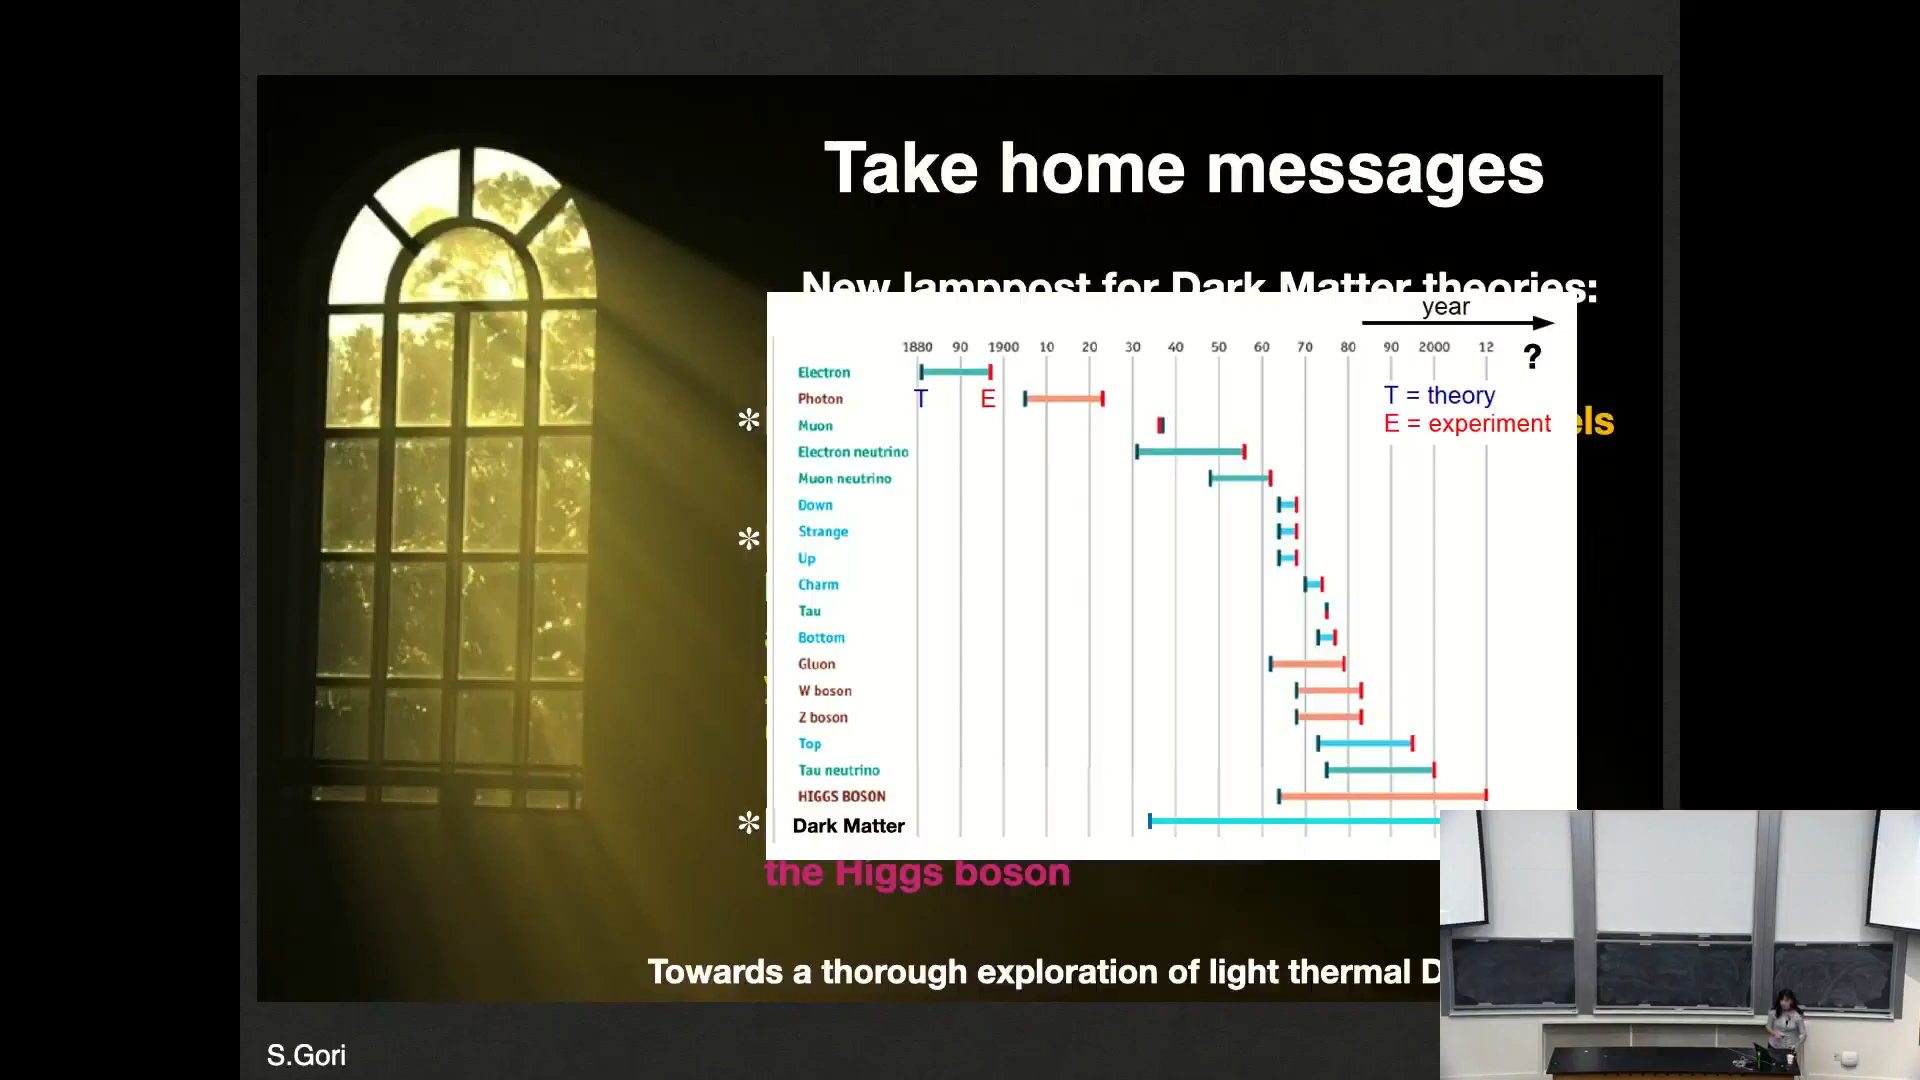 Take home messages
New lamppost for Dark Matter theories:
year
1880 90 1900 10 20 30 40 50 60 70 80 90 2000 12 ?
Electron
T E
T = theory
Photon
E = experiment
els
Muon
Electron neutrino
Muon neutrino
Down
Strange
Up
Charm
Tau
Bottom
Gluon
W boson
Z boson
Top
Tau neutrino
HIGGS BOSON
Dark Matter
the Higgs boson
Towards a thorough exploration of light thermal D
S.Gori